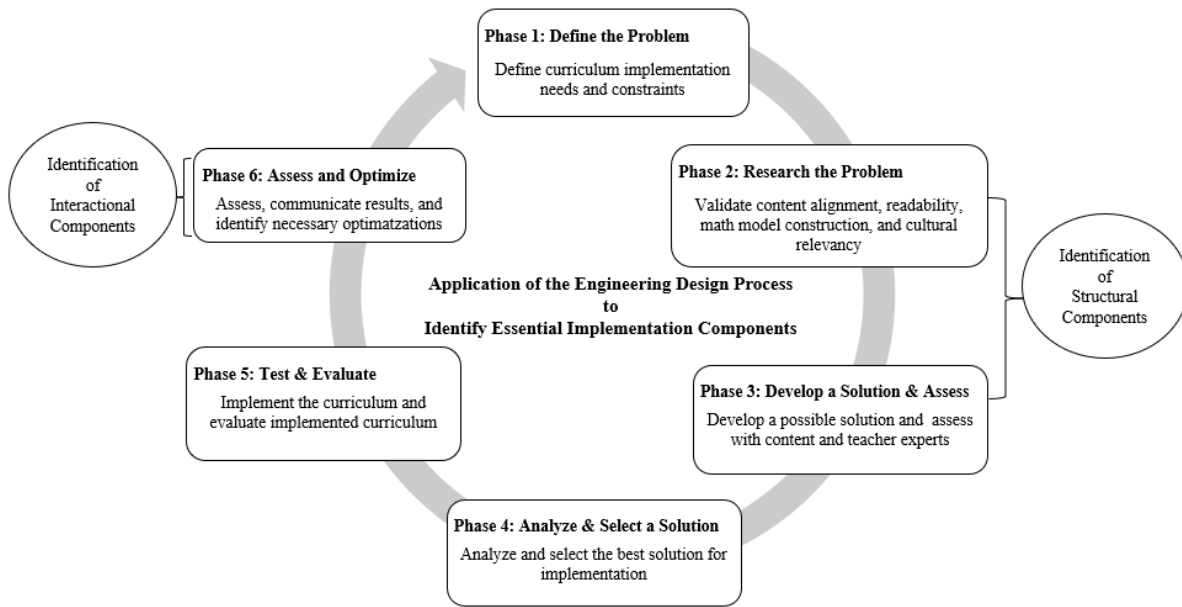 Phase 1: Define the Problem
Define curriculum implementation
needs and constraints
Phase 2: Research the Problem
Validate content alignment, readability,
math model construction, and cultural
relevancy
Identification
of
Structural
Components
Phase 3: Develop a Solution & Assess
Develop a possible solution and assess
with content and teacher experts
Phase 4: Analyze & Select a Solution
Analyze and select the best solution for
implementation
Phase 5: Test & Evaluate
Implement the curriculum and
evaluate implemented curriculum
Phase 6: Assess and Optimize
Assess, communicate results, and
identify necessary optimatzations
Identification
of
Interactional
Components
Application of the Engineering Design Process
to
Identify Essential Implementation Components